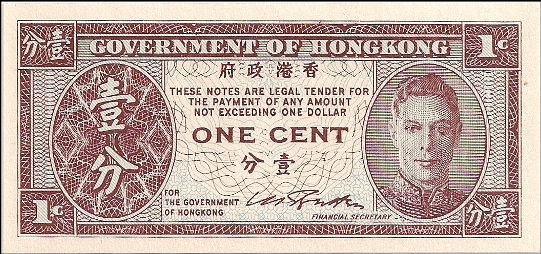 分壹 GOVERNMENT OF HONGKONG 1c
府政港香
THESE NOTES ARE LEGAL TENDER FOR
THE PAYMENT OF ANY AMOUNT
NOT EXCEEDING ONE DOLLAR
壹分
ONE CENT
分壹
FOR
THE GOVERNMENT
OF HONGKONG
FINANCIAL SECRETARY
1c
分壹